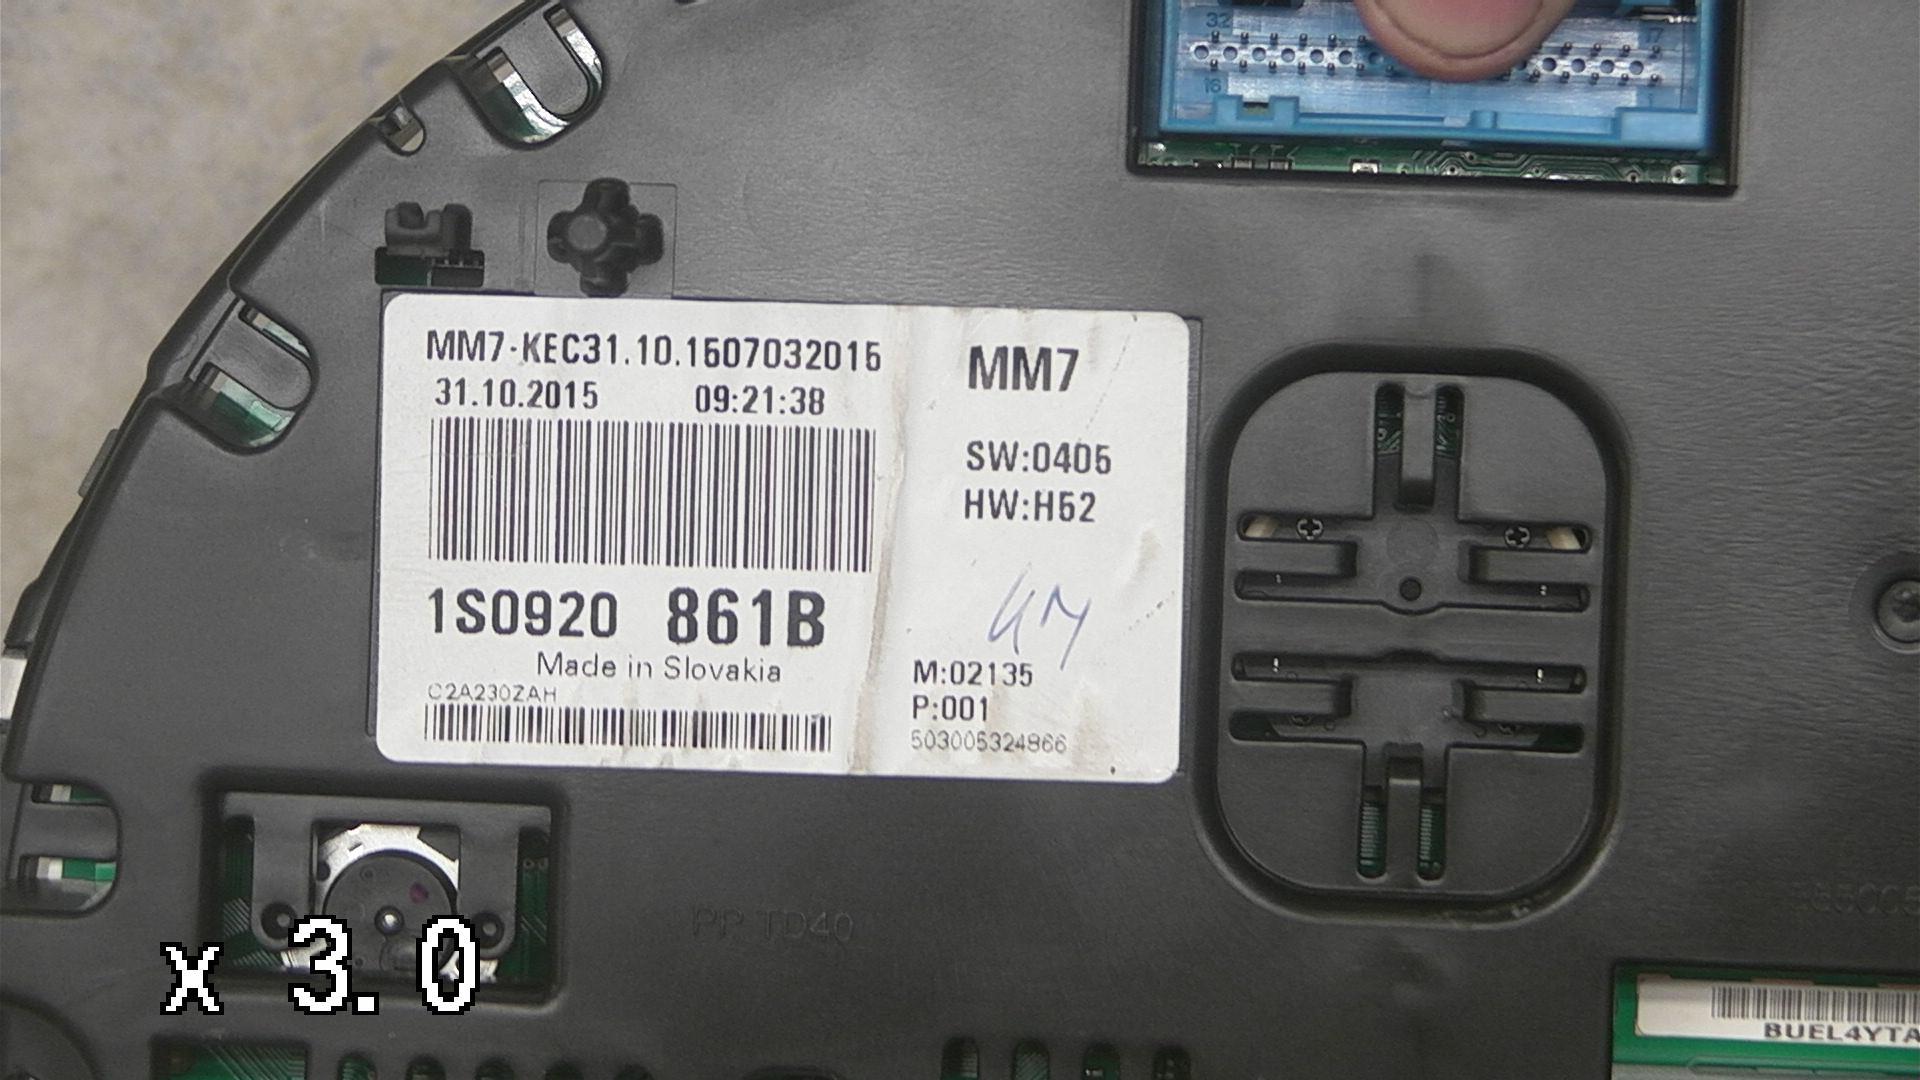 32
17
16
MM7-KEC31.10.1507032015
31.10.2015 09:21:38
MM7
SW:0405
HW:H52
1S0920 861B
Made in Slovakia
C2A230ZAH
M:02135
P:001
503005324866
PP TD40
BUEL4YTA
x 3.0